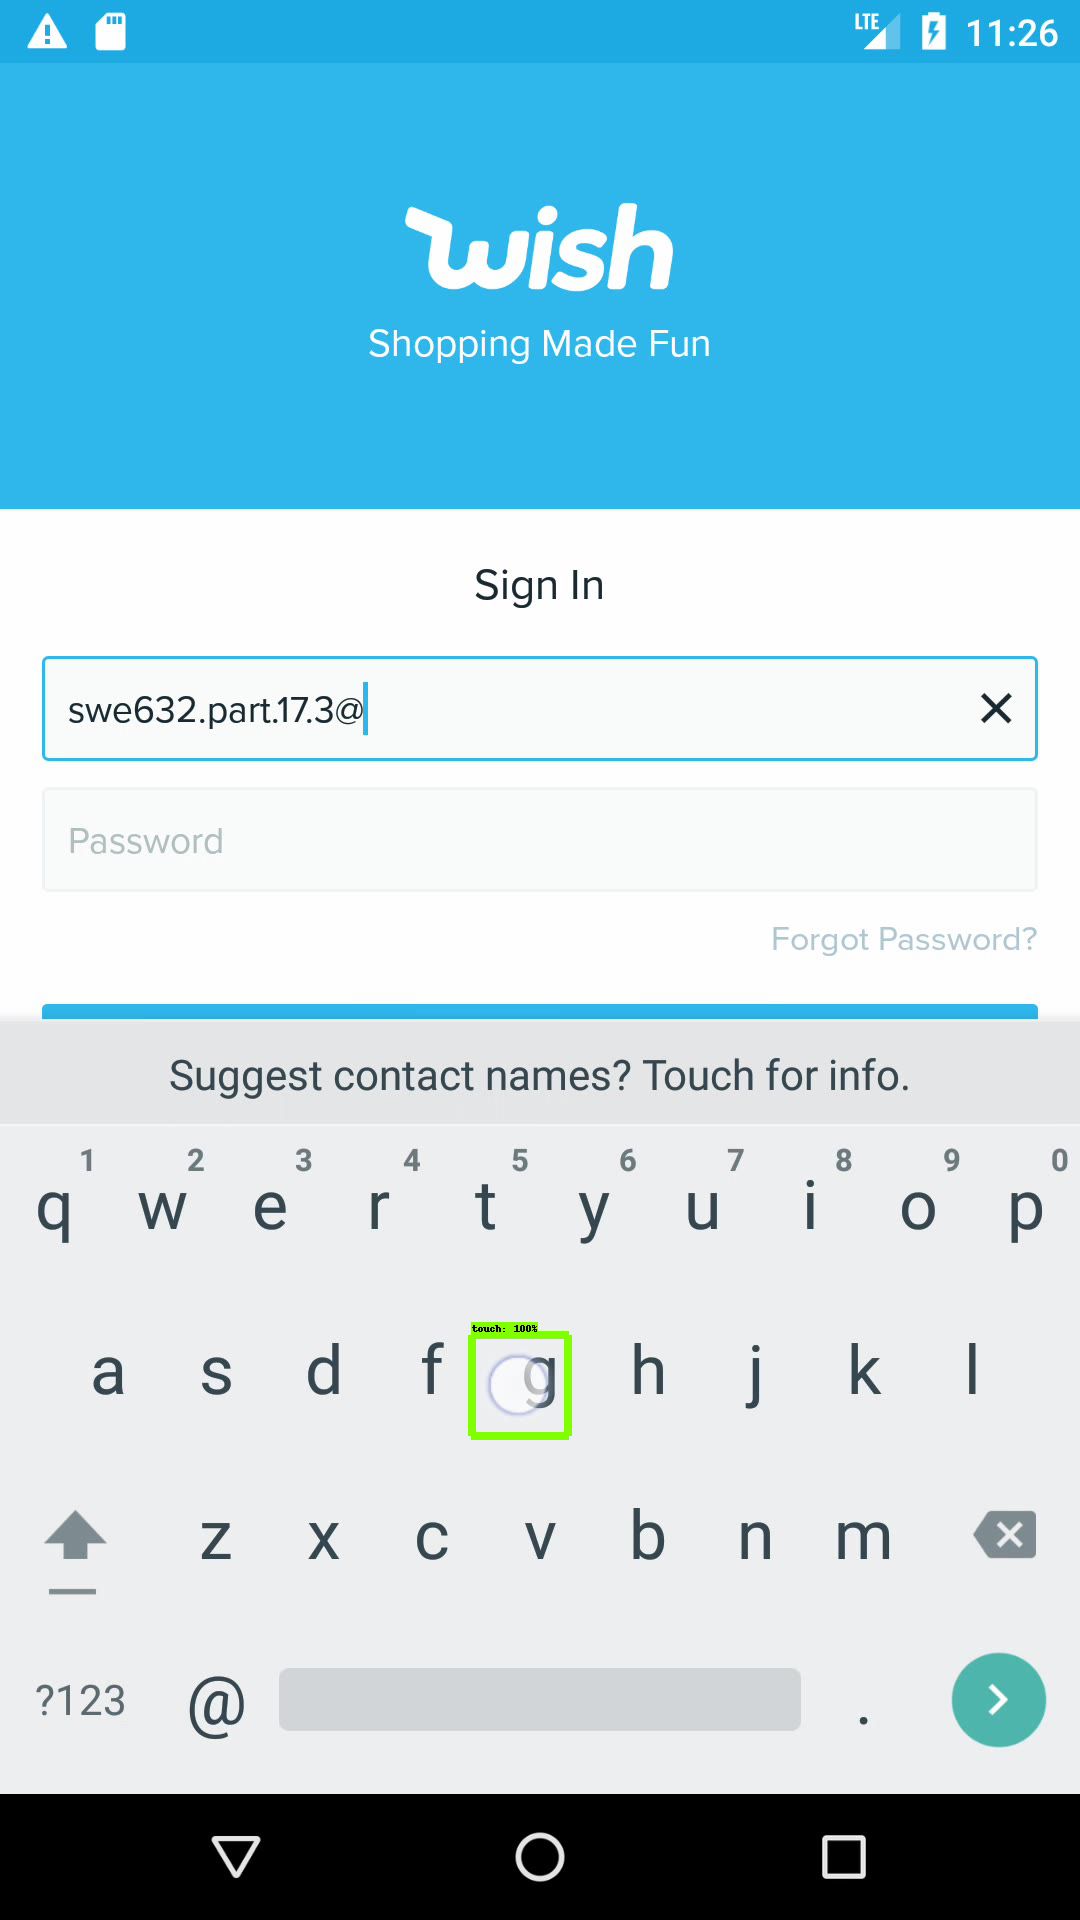 LTE 11:26
wish
Shopping Made Fun
Sign In
swe632.part.17.3@
Password
Forgot Password?
Suggest contact names? Touch for info.
1 2 3 4 5 6 7 8 9 0
q w e r t y u i o p
touch: 100%
a s d f g h j k l
z x c v b n m
?123 @ .